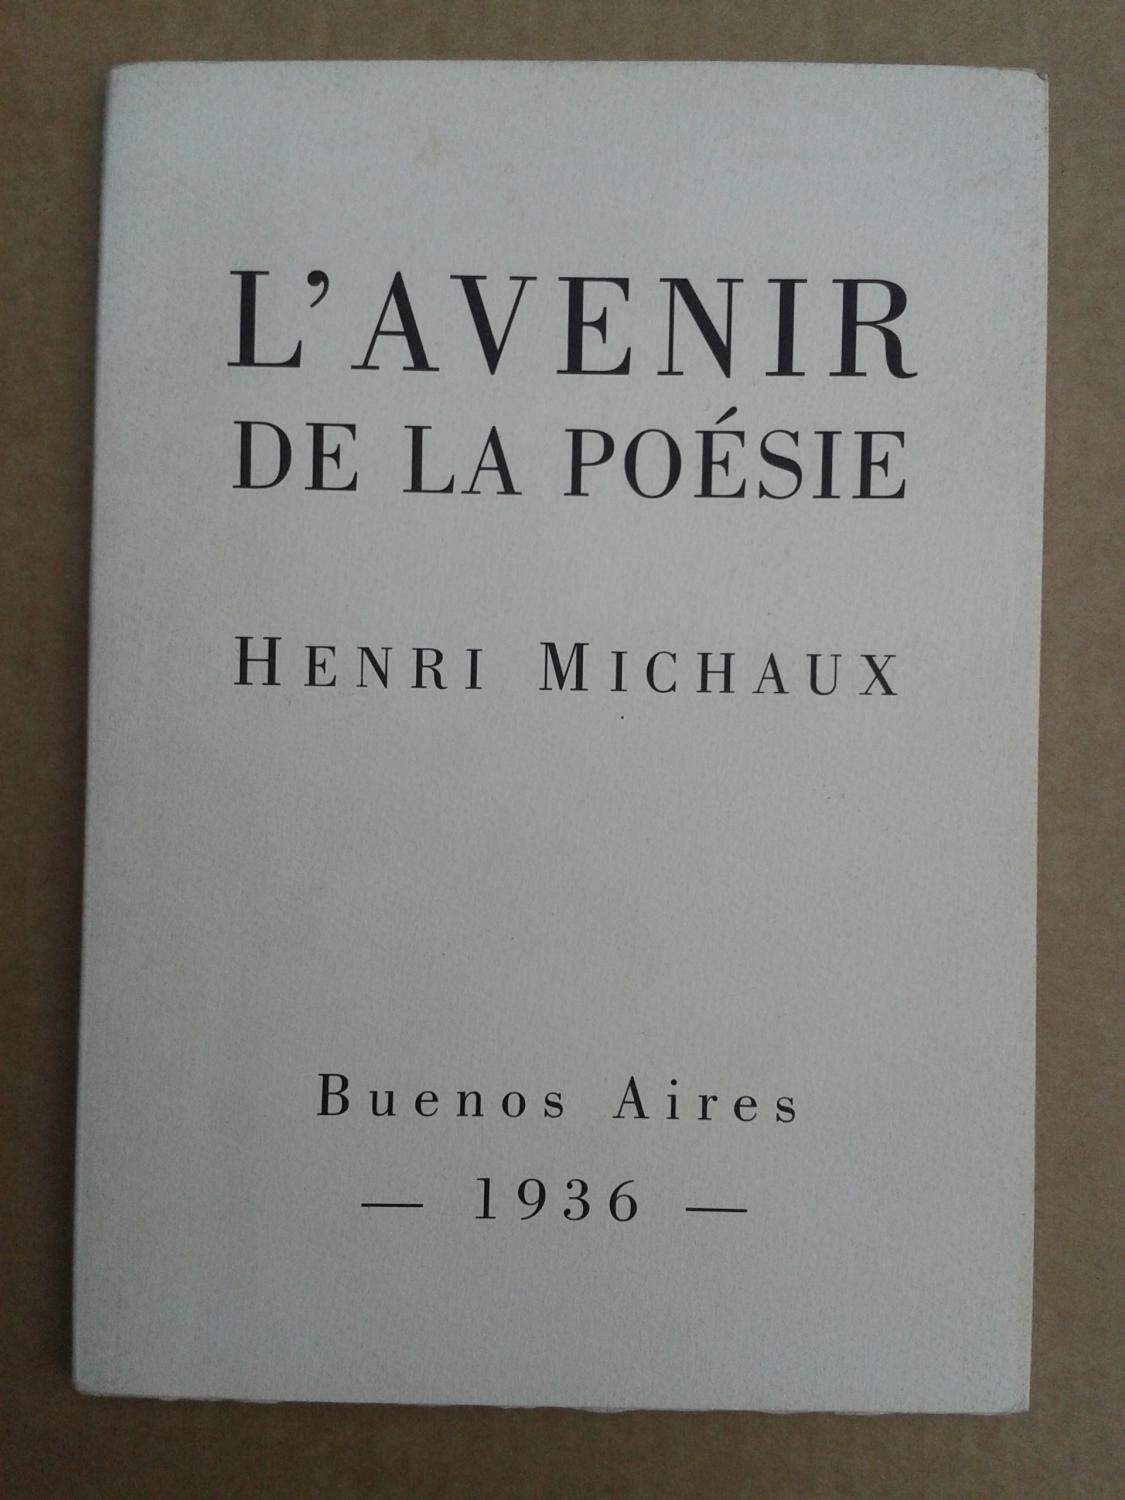 L'AVENIR
DE LA POÉSIE
HENRI MICHAUX
Buenos Aires
— 1936 —